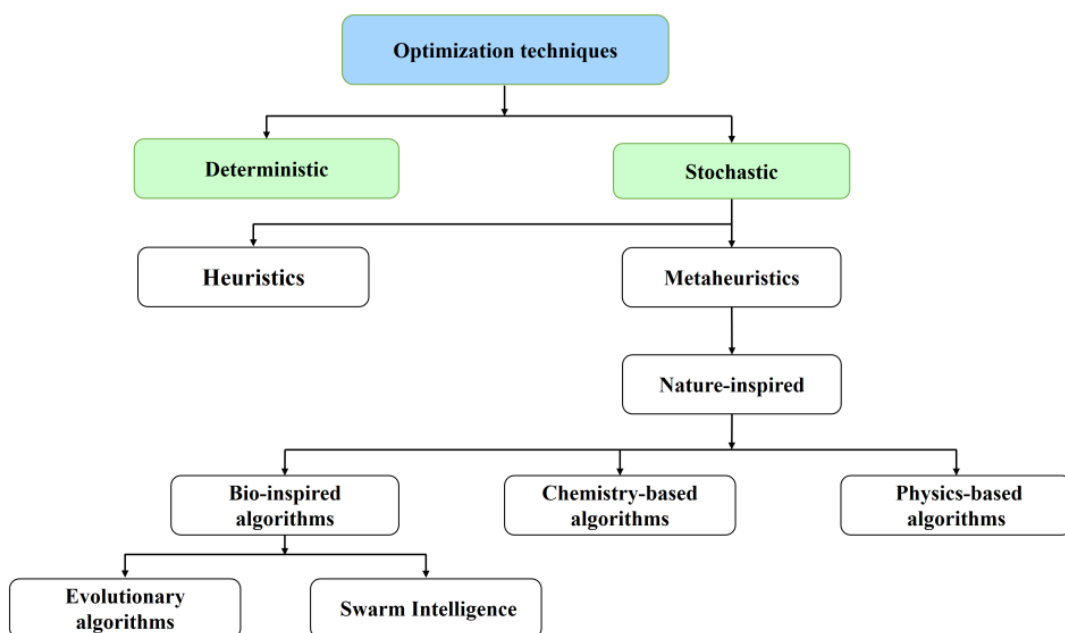 Optimization techniques
Deterministic
Stochastic
Heuristics
Metaheuristics
Nature-inspired
Bio-inspired
algorithms
Chemistry-based
algorithms
Physics-based
algorithms
Evolutionary
algorithms
Swarm Intelligence